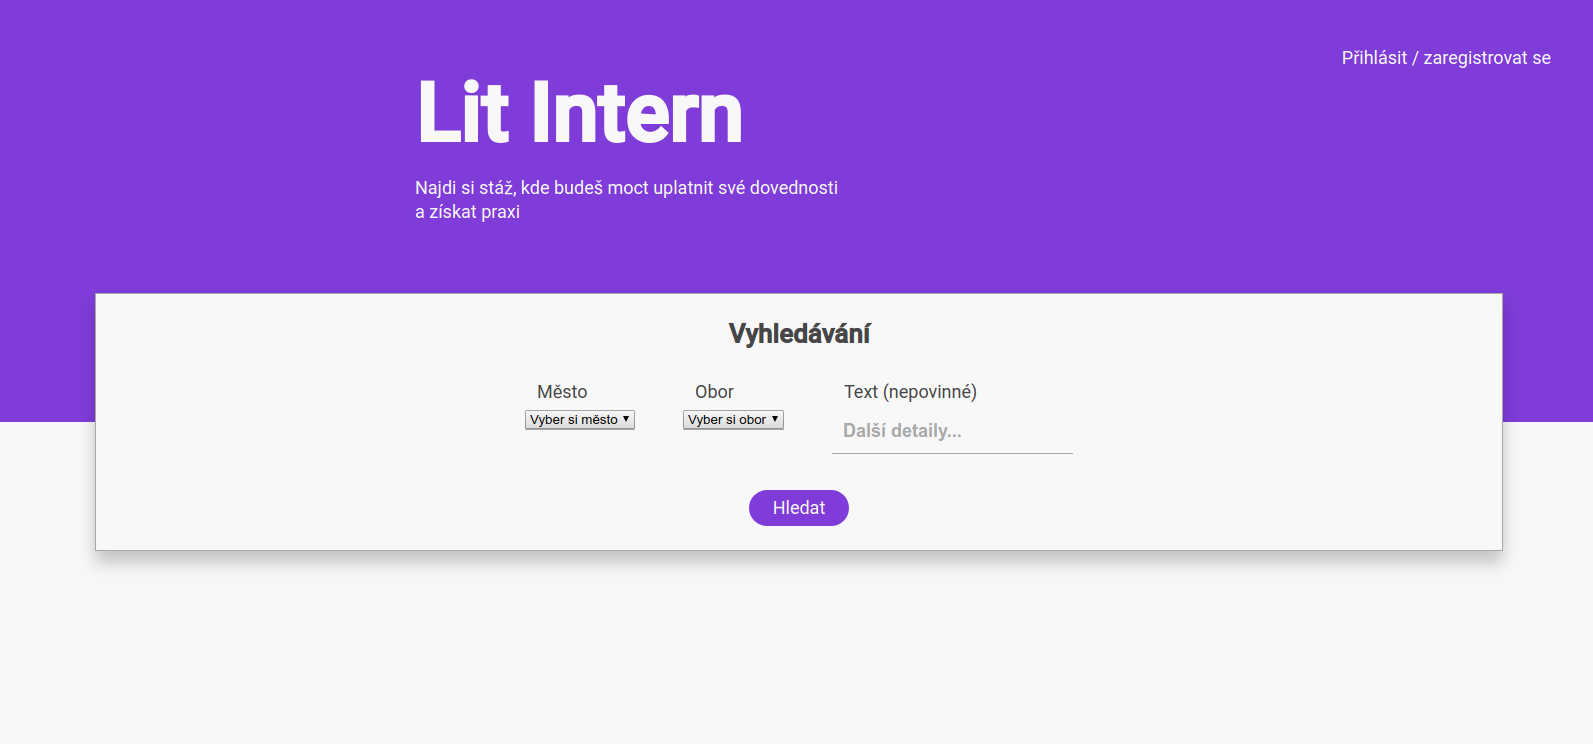 Přihlásit / zaregistrovat se
Lit Intern
Najdi si stáž, kde budeš moct uplatnit své dovednosti
a získat praxi
Vyhledávání
Město
Obor
Text (nepovinné)
Vyber si město
Vyber si obor
Další detaily...
Hledat